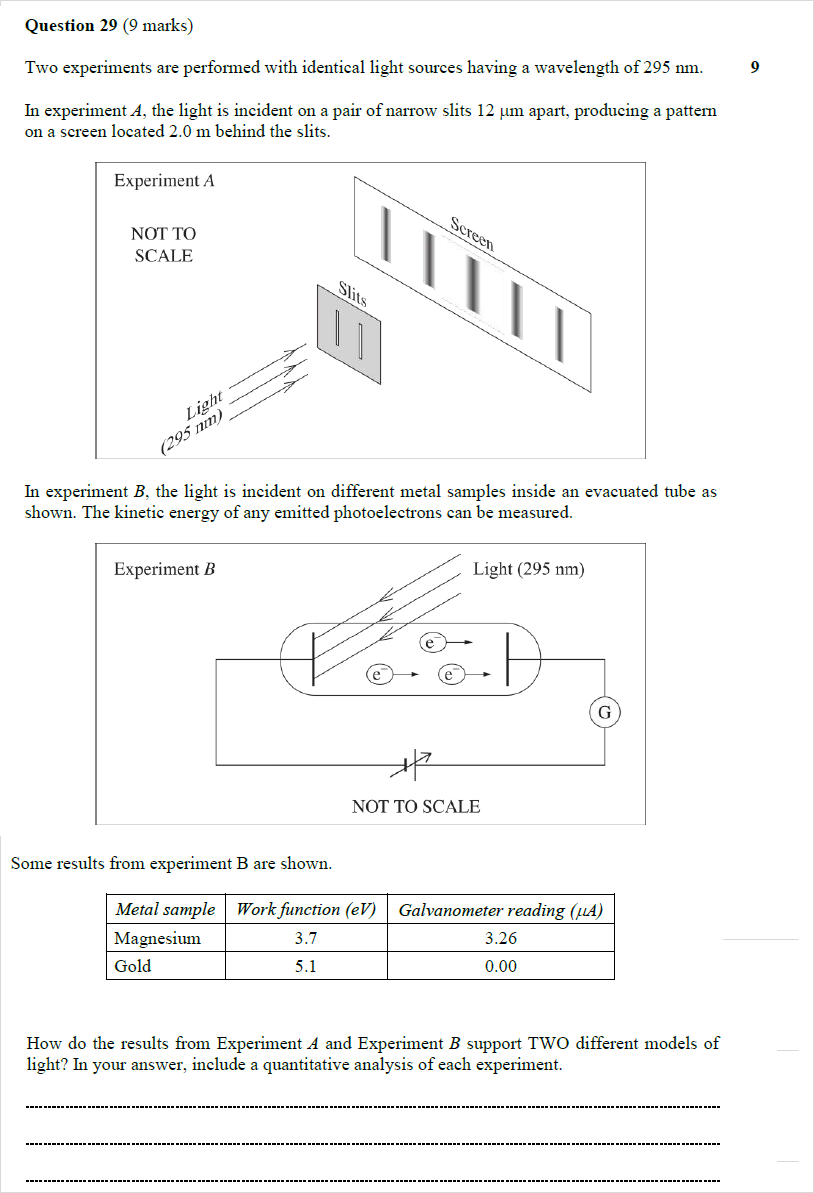 Question 29 (9 marks)
Two experiments are performed with identical light sources having a wavelength of 295 nm. 9
In experiment A, the light is incident on a pair of narrow slits 12 μm apart, producing a pattern
on a screen located 2.0 m behind the slits.
Experiment A
NOT TO
SCALE
Screen
Slits
Light
(295 nm)
In experiment B, the light is incident on different metal samples inside an evacuated tube as
shown. The kinetic energy of any emitted photoelectrons can be measured.
Experiment B
Light (295 nm)
e⁻
e⁻ e⁻
G
NOT TO SCALE
Some results from experiment B are shown.
Metal sample Work function (eV) Galvanometer reading (μA)
Magnesium 3.7 3.26
Gold 5.1 0.00
How do the results from Experiment A and Experiment B support TWO different models of
light? In your answer, include a quantitative analysis of each experiment.